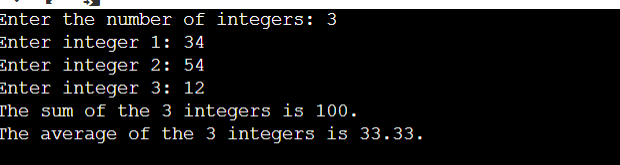 Enter the number of integers: 3
Enter integer 1: 34
Enter integer 2: 54
Enter integer 3: 12
The sum of the 3 integers is 100.
The average of the 3 integers is 33.33.